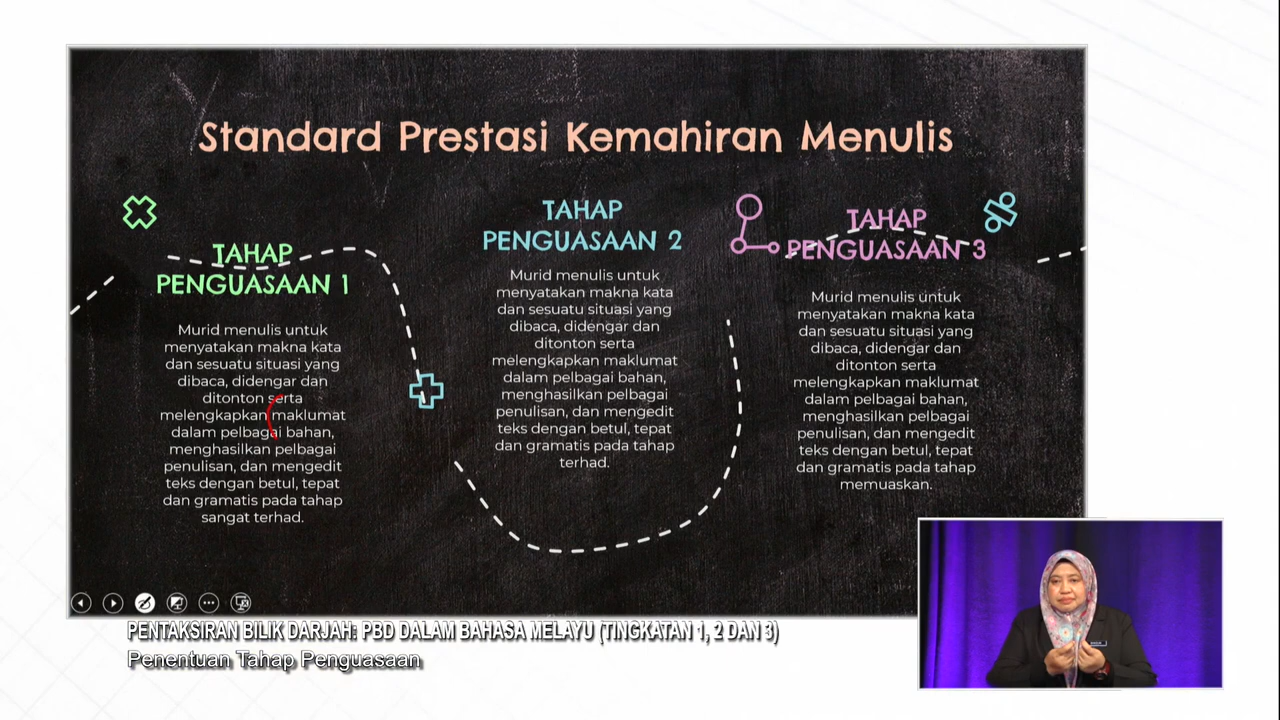 Standard Prestasi Kemahiran Menulis
TAHAP
PENGUASAAN 1
Murid menulis untuk
menyatakan makna kata
dan sesuatu situasi yang
dibaca, didengar dan
ditonton serta
melengkapkan maklumat
dalam pelbagai bahan,
menghasilkan pelbagai
penulisan, dan mengedit
teks dengan betul, tepat
dan gramatis pada tahap
sangat terhad.
TAHAP
PENGUASAAN 2
Murid menulis untuk
menyatakan makna kata
dan sesuatu situasi yang
dibaca, didengar dan
ditonton serta
melengkapkan maklumat
dalam pelbagai bahan,
menghasilkan pelbagai
penulisan, dan mengedit
teks dengan betul, tepat
dan gramatis pada tahap
terhad.
TAHAP
PENGUASAAN 3
Murid menulis untuk
menyatakan makna kata
dan sesuatu situasi yang
dibaca, didengar dan
ditonton serta
melengkapkan maklumat
dalam pelbagai bahan,
menghasilkan pelbagai
penulisan, dan mengedit
teks dengan betul, tepat
dan gramatis pada tahap
memuaskan.
PENTAKSIRAN BILIK DARJAH: PBD DALAM BAHASA MELAYU (TINGKATAN 1, 2 DAN 3)
Penentuan Tahap Penguasaan